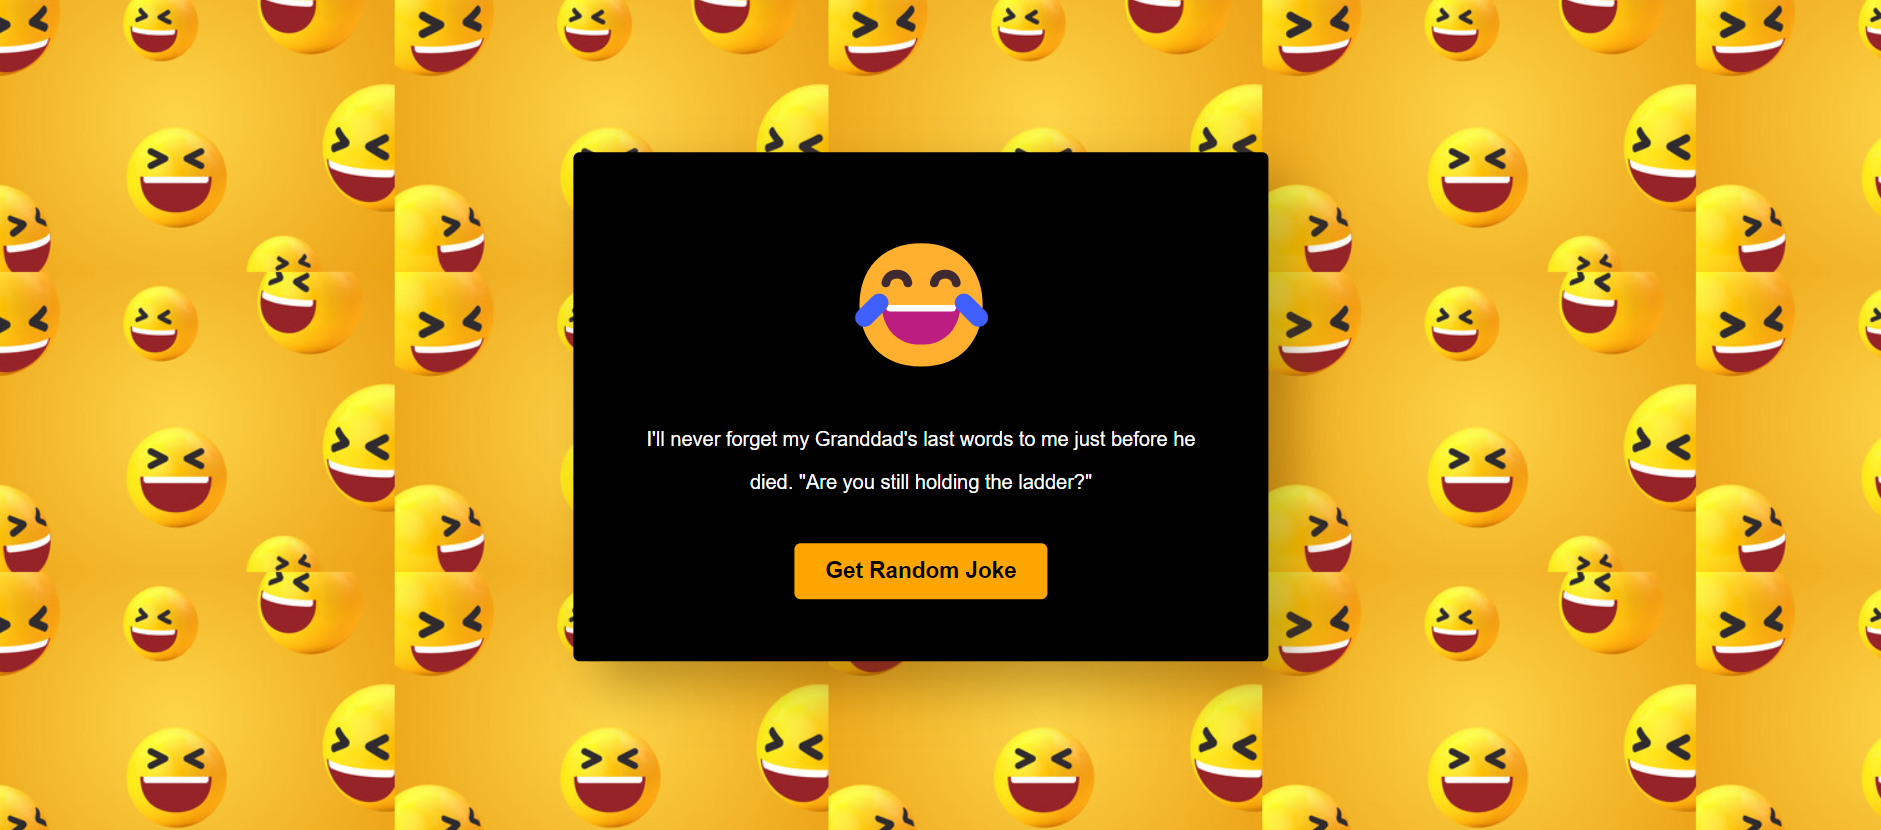 I'll never forget my Granddad's last words to me just before he
died. "Are you still holding the ladder?"
Get Random Joke